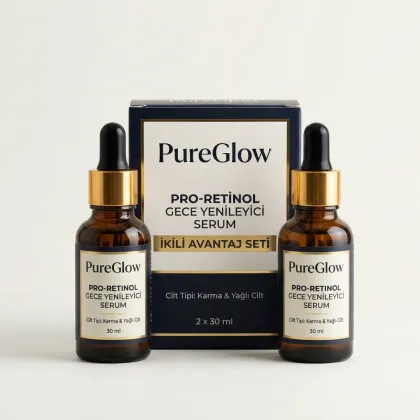 PureGlow
PRO-RETİNOL
GECE YENİLEYİCİ
SERUM
İKİLİ AVANTAJ SETİ
Cilt Tipi: Karma & Yağlı Cilt
2 x 30 ml
PureGlow
PRO-RETİNOL
GECE YENİLEYİCİ
SERUM
Cilt Tipi: Karma & Yağlı Cilt
30 ml
PureGlow
PRO-RETİNOL
GECE YENİLEYİCİ
SERUM
Cilt Tipi: Karma & Yağlı Cilt
30 ml